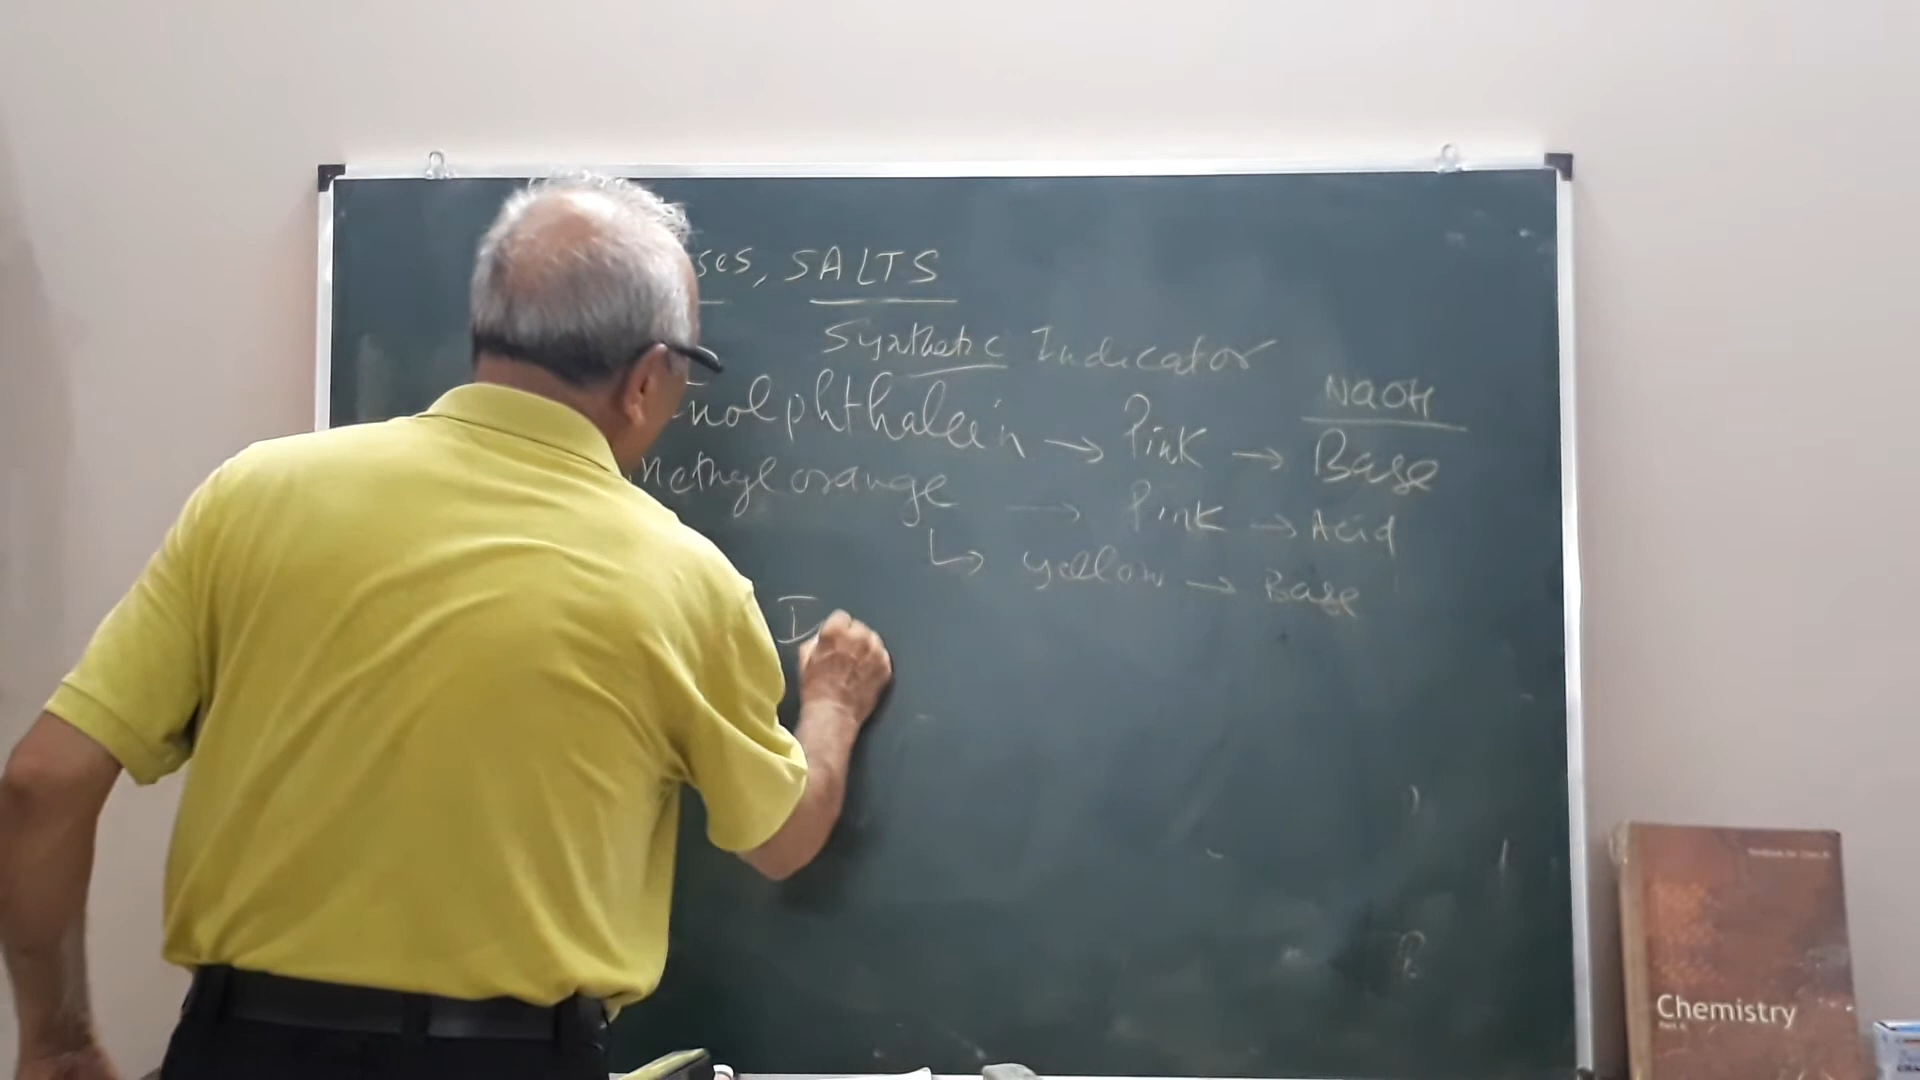 ses, SALTS
Synthetic Indicator
NaOH
nolphthalein → Pink → Base
Methyl orange → Pink → Acid
↳ yellow → Base
I
B
Chemistry